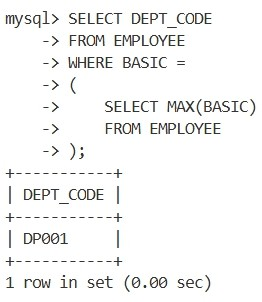 mysql> SELECT DEPT_CODE
    -> FROM EMPLOYEE
    -> WHERE BASIC =
    -> (
    ->     SELECT MAX(BASIC)
    ->     FROM EMPLOYEE
    -> );
+-----------+
| DEPT_CODE |
+-----------+
| DP001     |
+-----------+
1 row in set (0.00 sec)